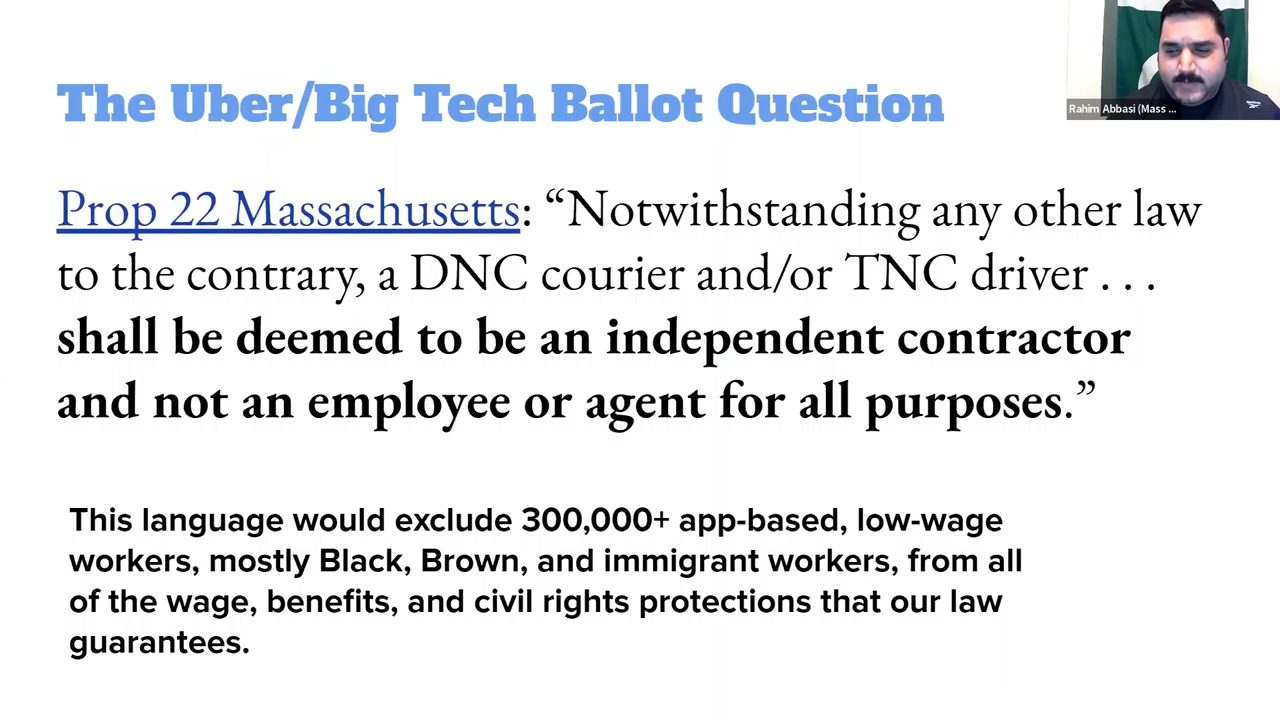 The Uber/Big Tech Ballot Question
Rahim Abbasi (Mass ...
Prop 22 Massachusetts: “Notwithstanding any other law
to the contrary, a DNC courier and/or TNC driver . . .
shall be deemed to be an independent contractor
and not an employee or agent for all purposes.”
This language would exclude 300,000+ app-based, low-wage
workers, mostly Black, Brown, and immigrant workers, from all
of the wage, benefits, and civil rights protections that our law
guarantees.